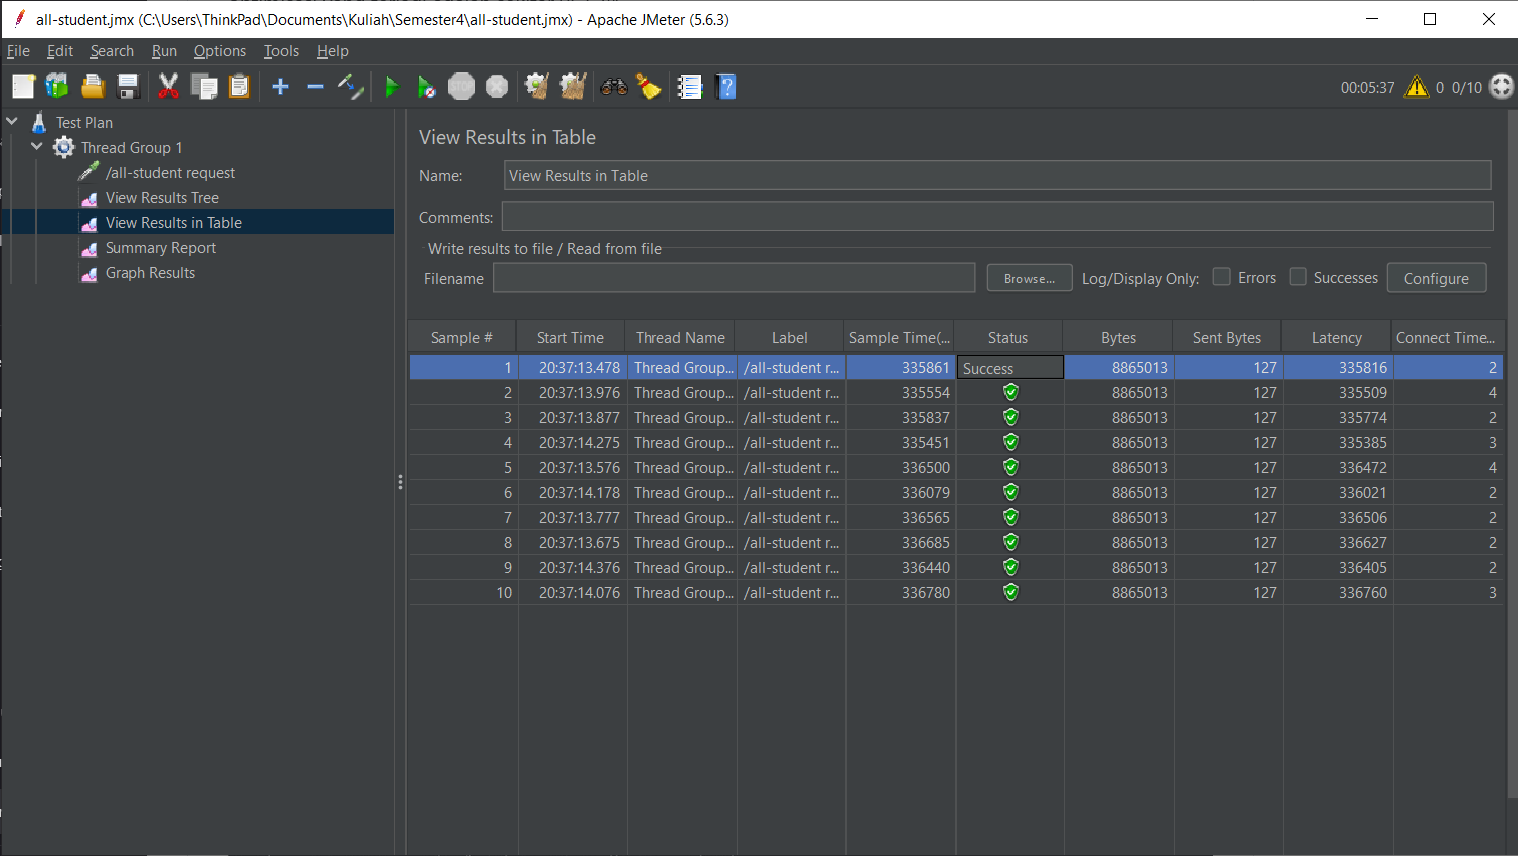 all-student.jmx (C:\Users\ThinkPad\Documents\Kuliah\Semester4\all-student.jmx) - Apache JMeter (5.6.3)
File Edit Search Run Options Tools Help
STOP 00:05:37 0 0/10
Test Plan
Thread Group 1
/all-student request
View Results Tree
View Results in Table
Summary Report
Graph Results
View Results in Table
Name: View Results in Table
Comments:
Write results to file / Read from file
Filename Browse... Log/Display Only: Errors Successes Configure
Sample # Start Time Thread Name Label Sample Time(... Status Bytes Sent Bytes Latency Connect Time...
1 20:37:13.478 Thread Group... /all-student r... 335861 Success 8865013 127 335816 2
2 20:37:13.976 Thread Group... /all-student r... 335554 8865013 127 335509 4
3 20:37:13.877 Thread Group... /all-student r... 335837 8865013 127 335774 2
4 20:37:14.275 Thread Group... /all-student r... 335451 8865013 127 335385 3
5 20:37:13.576 Thread Group... /all-student r... 336500 8865013 127 336472 4
6 20:37:14.178 Thread Group... /all-student r... 336079 8865013 127 336021 2
7 20:37:13.777 Thread Group... /all-student r... 336565 8865013 127 336506 2
8 20:37:13.675 Thread Group... /all-student r... 336685 8865013 127 336627 2
9 20:37:14.376 Thread Group... /all-student r... 336440 8865013 127 336405 2
10 20:37:14.076 Thread Group... /all-student r... 336780 8865013 127 336760 3